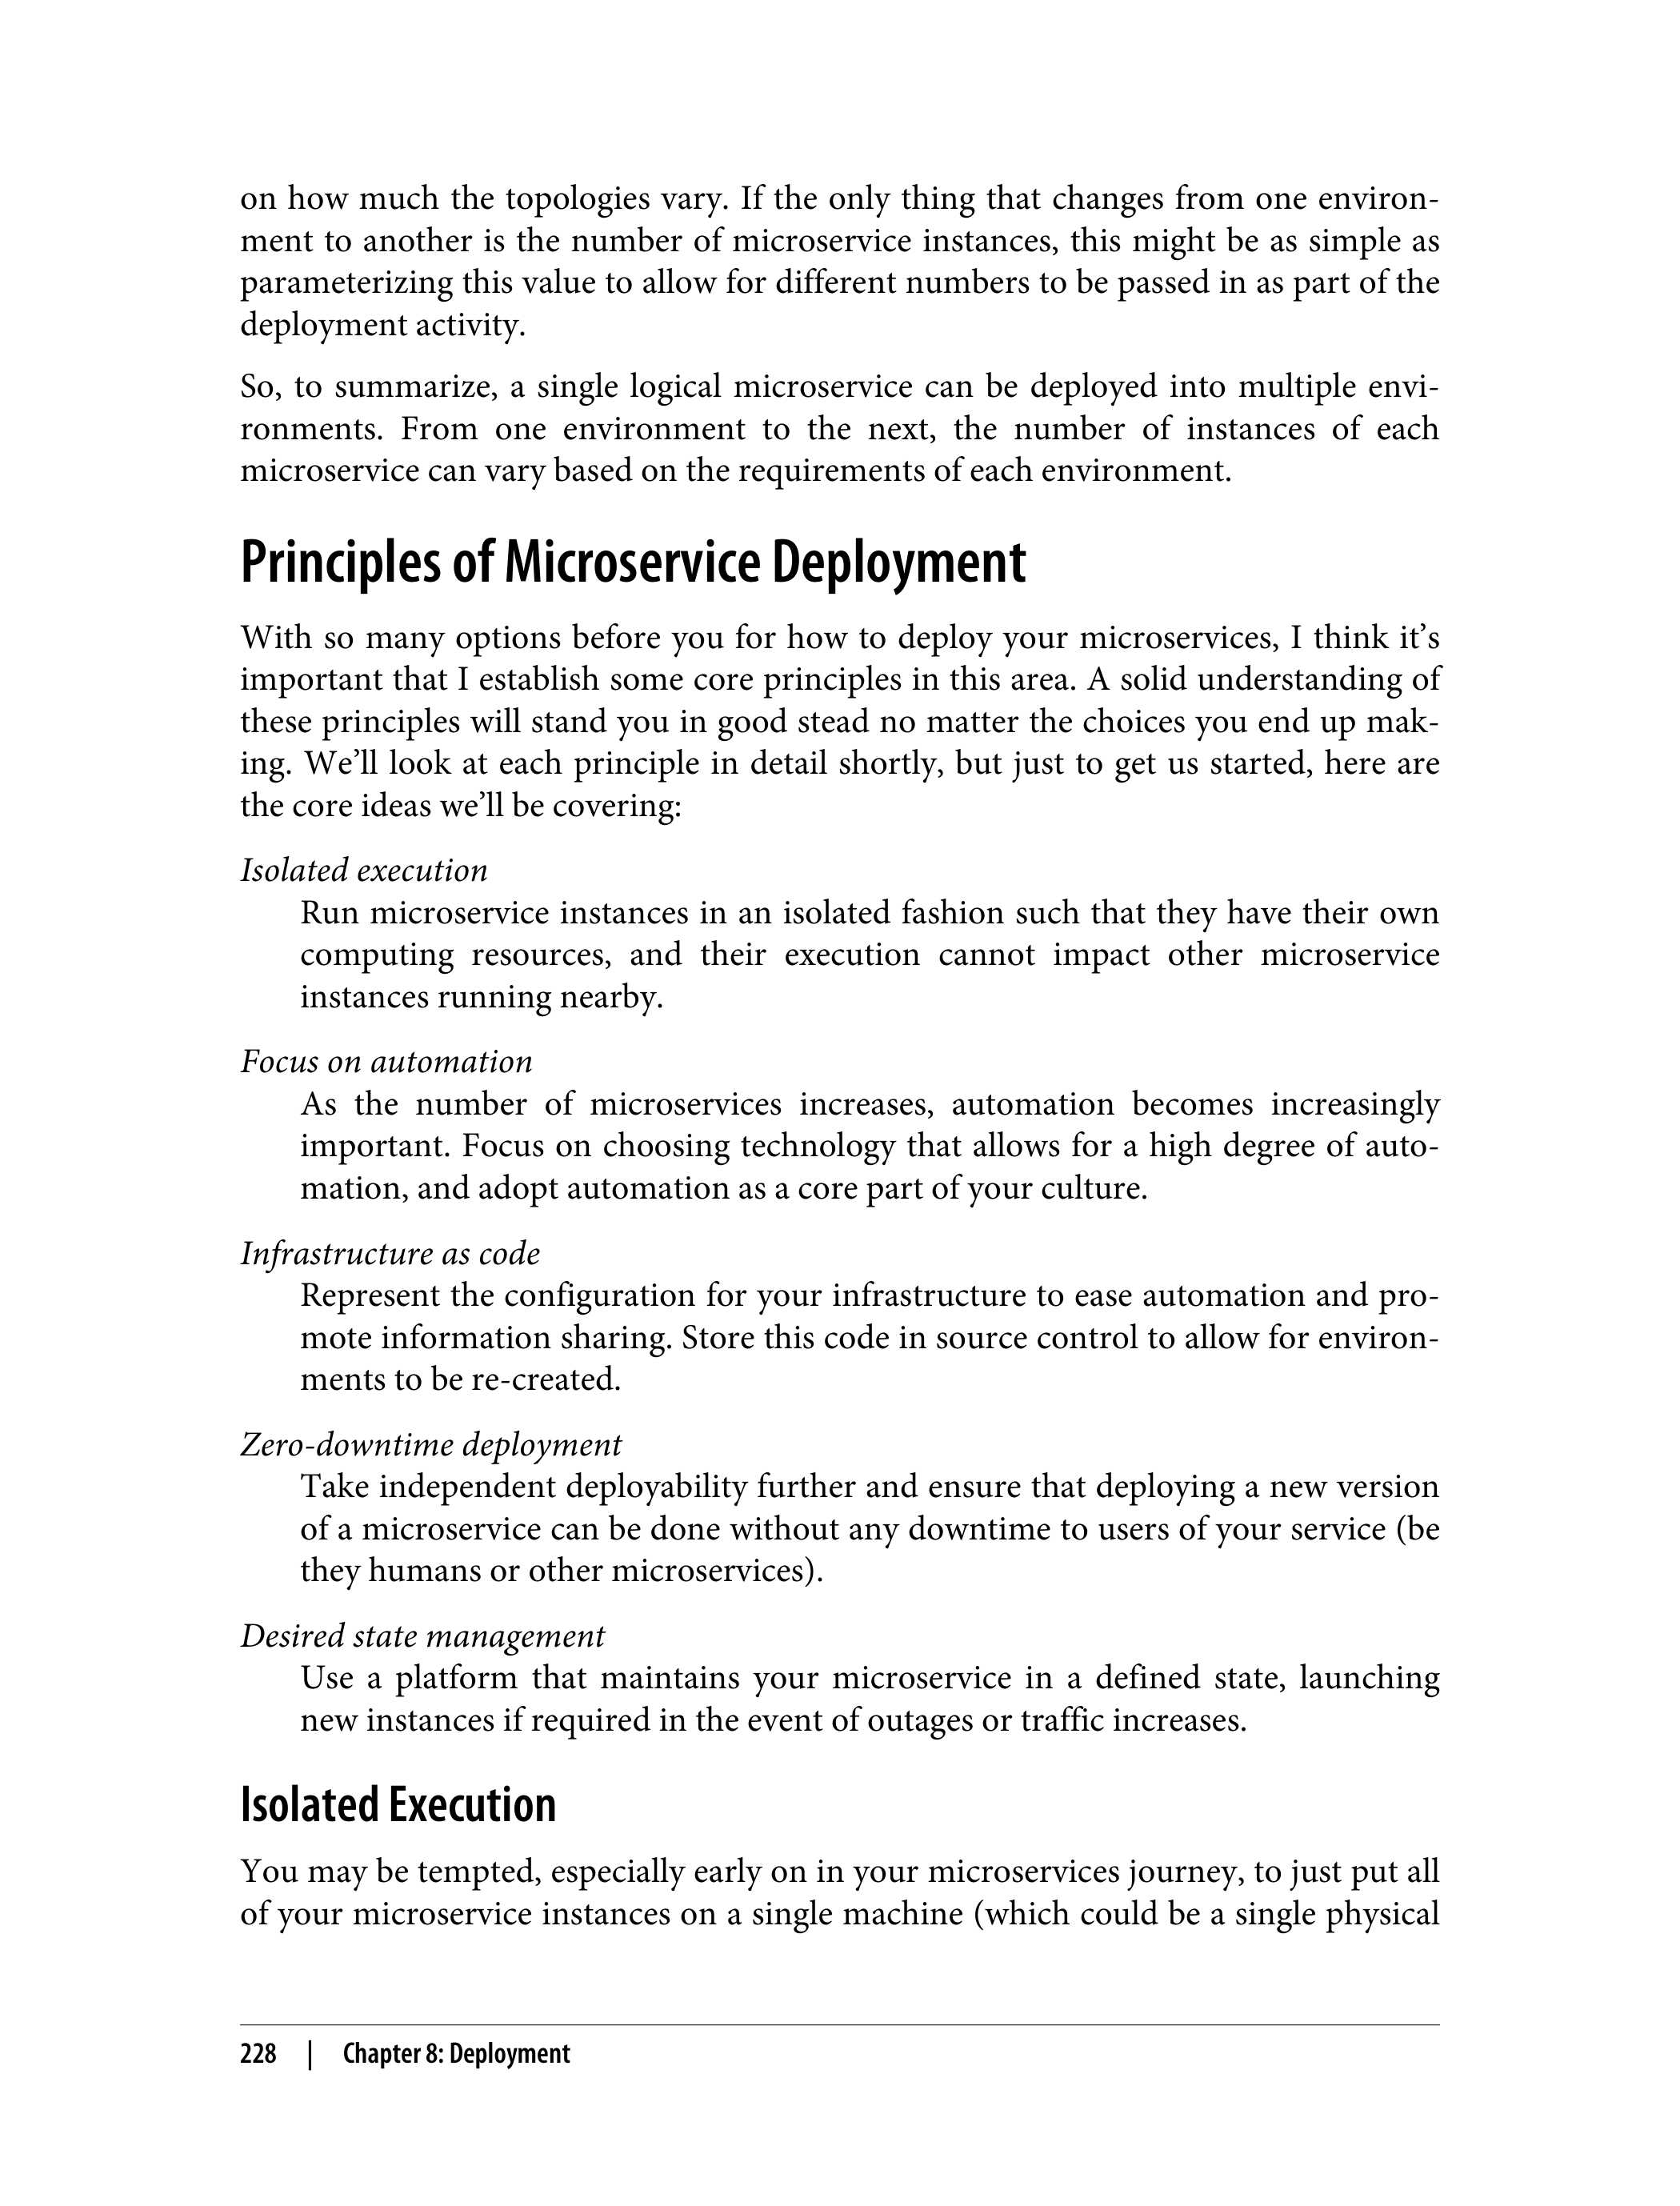 on how much the topologies vary. If the only thing that changes from one environ-
ment to another is the number of microservice instances, this might be as simple as
parameterizing this value to allow for different numbers to be passed in as part of the
deployment activity.
So, to summarize, a single logical microservice can be deployed into multiple envi-
ronments. From one environment to the next, the number of instances of each
microservice can vary based on the requirements of each environment.
Principles of Microservice Deployment
With so many options before you for how to deploy your microservices, I think it’s
important that I establish some core principles in this area. A solid understanding of
these principles will stand you in good stead no matter the choices you end up mak-
ing. We’ll look at each principle in detail shortly, but just to get us started, here are
the core ideas we’ll be covering:
Isolated execution
Run microservice instances in an isolated fashion such that they have their own
computing resources, and their execution cannot impact other microservice
instances running nearby.
Focus on automation
As the number of microservices increases, automation becomes increasingly
important. Focus on choosing technology that allows for a high degree of auto-
mation, and adopt automation as a core part of your culture.
Infrastructure as code
Represent the configuration for your infrastructure to ease automation and pro-
mote information sharing. Store this code in source control to allow for environ-
ments to be re-created.
Zero-downtime deployment
Take independent deployability further and ensure that deploying a new version
of a microservice can be done without any downtime to users of your service (be
they humans or other microservices).
Desired state management
Use a platform that maintains your microservice in a defined state, launching
new instances if required in the event of outages or traffic increases.
Isolated Execution
You may be tempted, especially early on in your microservices journey, to just put all
of your microservice instances on a single machine (which could be a single physical
228 | Chapter 8: Deployment